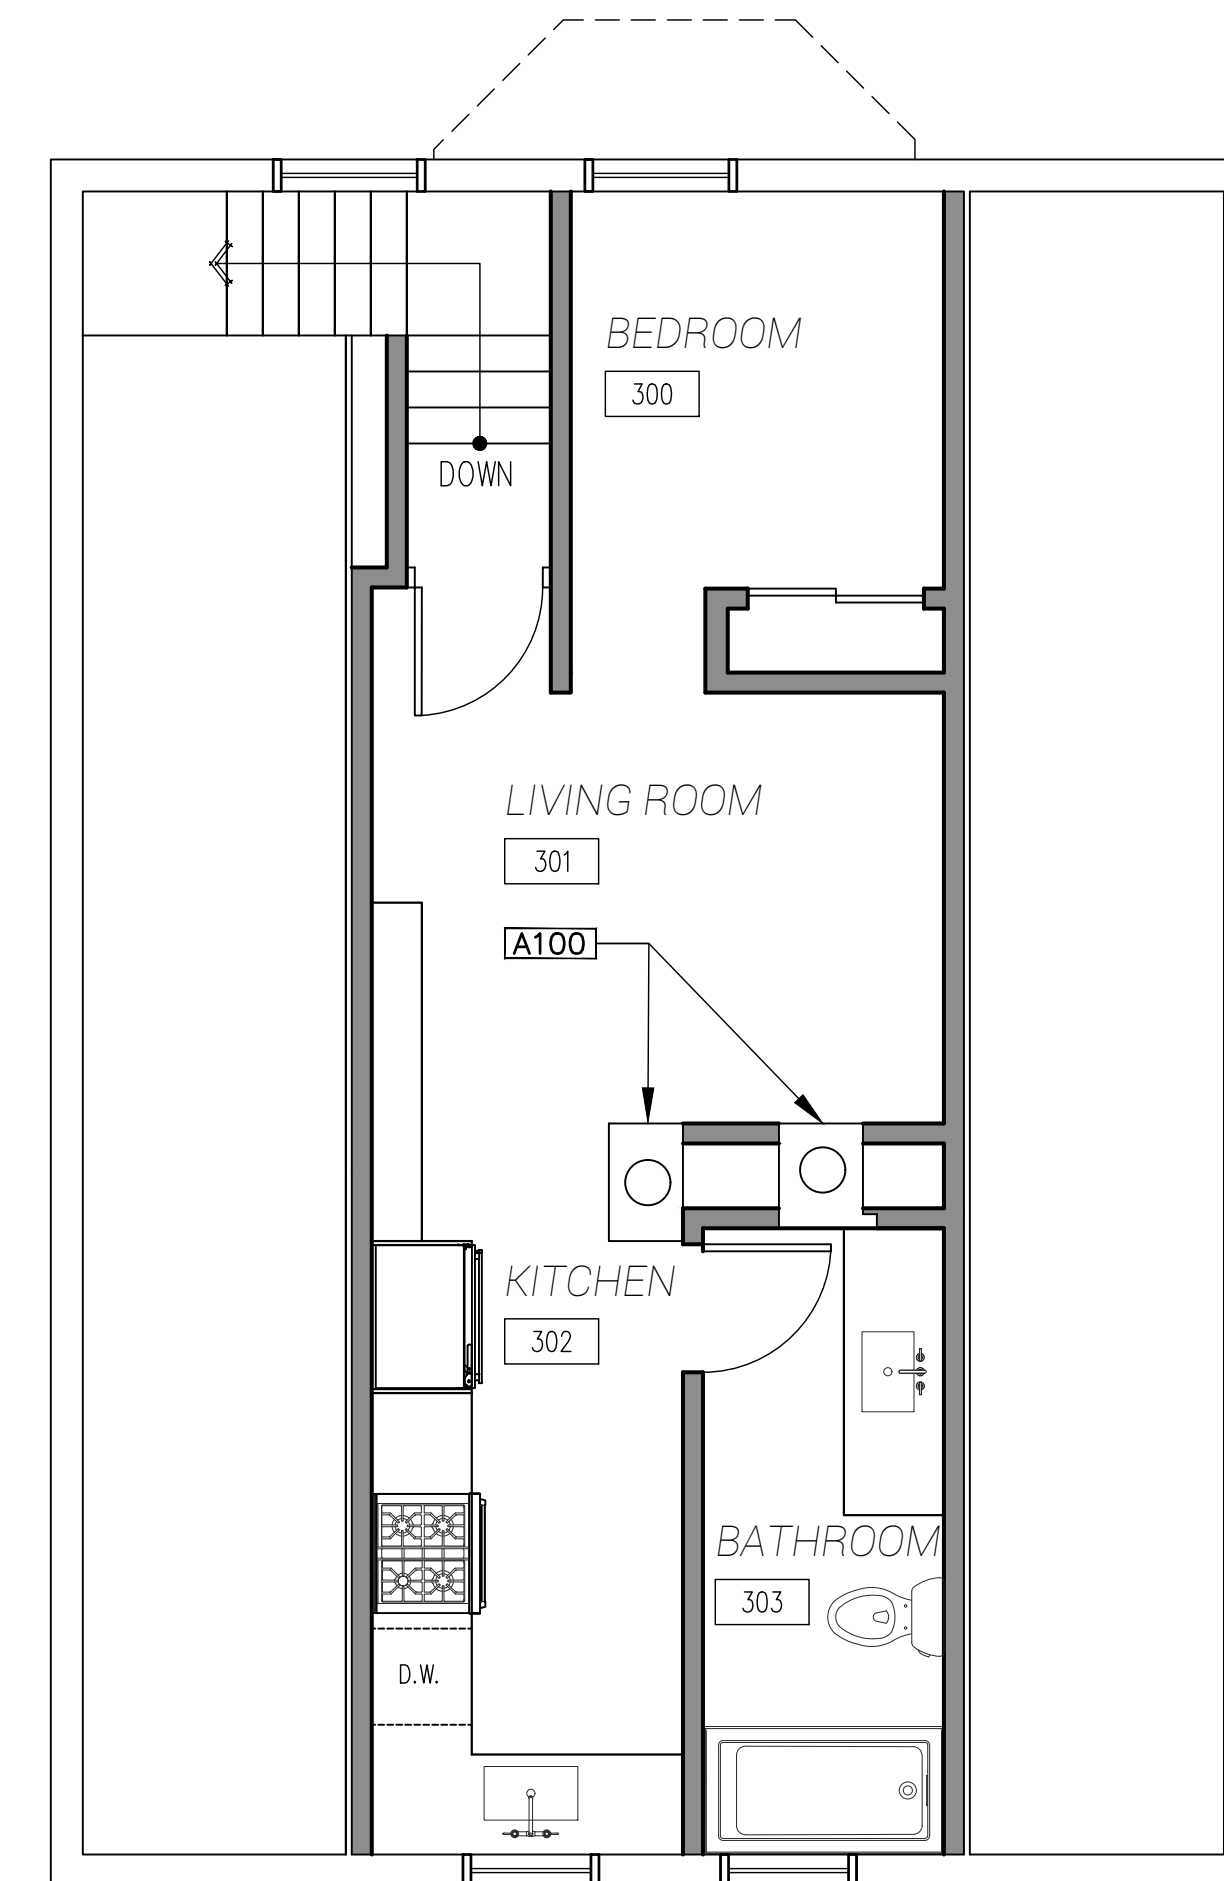 BEDROOM
300
DOWN
LIVING ROOM
301
A100
KITCHEN
302
BATHROOM
303
D.W.